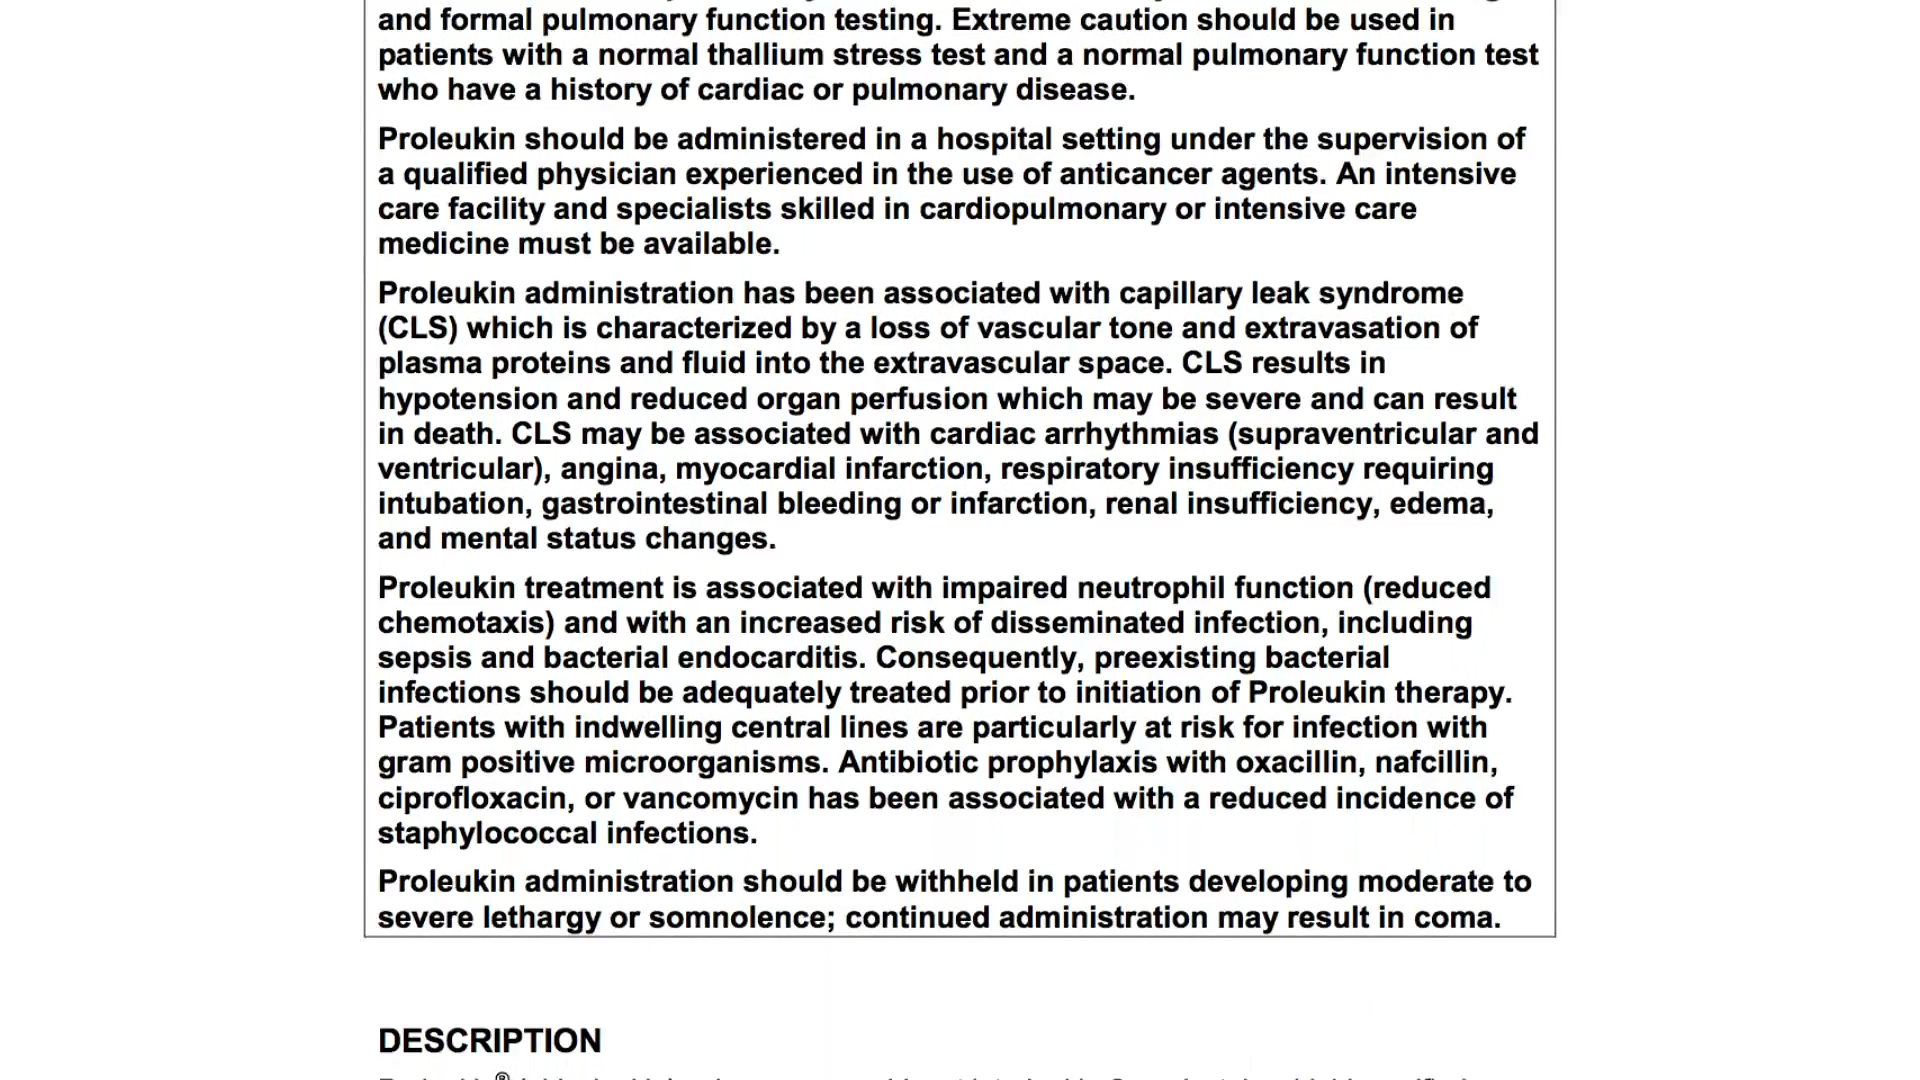 and formal pulmonary function testing. Extreme caution should be used in
patients with a normal thallium stress test and a normal pulmonary function test
who have a history of cardiac or pulmonary disease.
Proleukin should be administered in a hospital setting under the supervision of
a qualified physician experienced in the use of anticancer agents. An intensive
care facility and specialists skilled in cardiopulmonary or intensive care
medicine must be available.
Proleukin administration has been associated with capillary leak syndrome
(CLS) which is characterized by a loss of vascular tone and extravasation of
plasma proteins and fluid into the extravascular space. CLS results in
hypotension and reduced organ perfusion which may be severe and can result
in death. CLS may be associated with cardiac arrhythmias (supraventricular and
ventricular), angina, myocardial infarction, respiratory insufficiency requiring
intubation, gastrointestinal bleeding or infarction, renal insufficiency, edema,
and mental status changes.
Proleukin treatment is associated with impaired neutrophil function (reduced
chemotaxis) and with an increased risk of disseminated infection, including
sepsis and bacterial endocarditis. Consequently, preexisting bacterial
infections should be adequately treated prior to initiation of Proleukin therapy.
Patients with indwelling central lines are particularly at risk for infection with
gram positive microorganisms. Antibiotic prophylaxis with oxacillin, nafcillin,
ciprofloxacin, or vancomycin has been associated with a reduced incidence of
staphylococcal infections.
Proleukin administration should be withheld in patients developing moderate to
severe lethargy or somnolence; continued administration may result in coma.
DESCRIPTION